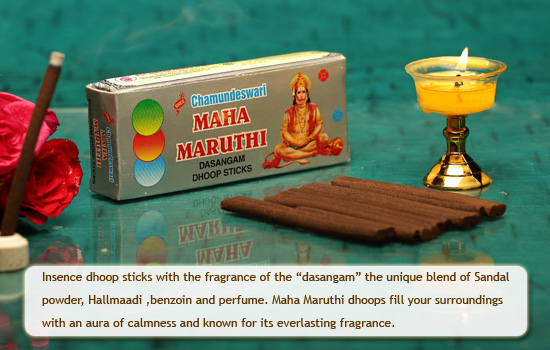 Chamundeswari
MAHA
MARUTHI
DASANGAM
DHOOP STICKS
Insence dhoop sticks with the fragrance of the “dasangam” the unique blend of Sandal
powder, Hallmaadi ,benzoin and perfume. Maha Maruthi dhoops fill your surroundings
with an aura of calmness and known for its everlasting fragrance.